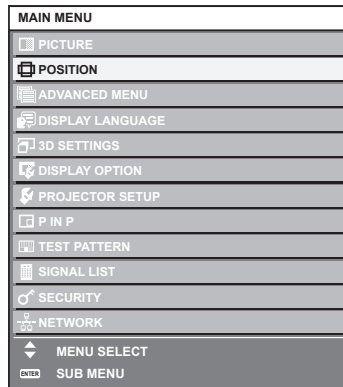 MAIN MENU
PICTURE
POSITION
ADVANCED MENU
DISPLAY LANGUAGE
3D SETTINGS
DISPLAY OPTION
PROJECTOR SETUP
P IN P
TEST PATTERN
SIGNAL LIST
SECURITY
NETWORK
MENU SELECT
ENTER SUB MENU